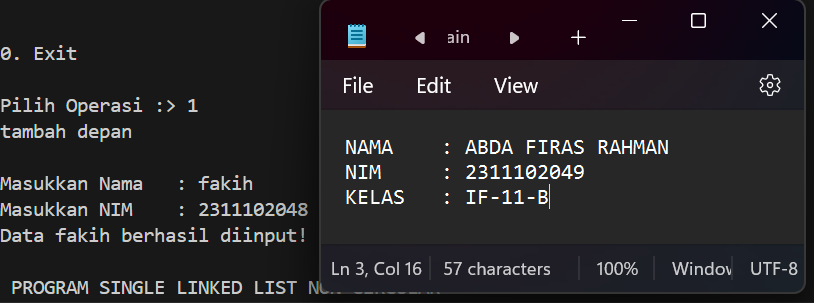 0. Exit
Pilih Operasi :> 1
tambah depan
Masukkan Nama : fakih
Masukkan NIM : 2311102048
Data fakih berhasil diinput!
PROGRAM SINGLE LINKED LIST
ain
File Edit View
NAMA : ABDA FIRAS RAHMAN
NIM : 2311102049
KELAS : IF-11-B
Ln 3, Col 16 57 characters 100% Window UTF-8